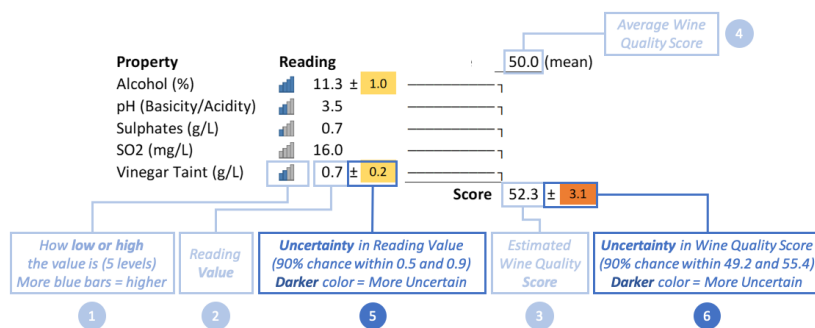 Average Wine
Quality Score
4
Property Reading 50.0 (mean)
Alcohol (%) 11.3 ± 1.0
pH (Basicity/Acidity) 3.5
Sulphates (g/L) 0.7
SO2 (mg/L) 16.0
Vinegar Taint (g/L) 0.7 ± 0.2
Score 52.3 ± 3.1
How low or high
the value is (5 levels)
More blue bars = higher
1
Reading
Value
2
Uncertainty in Reading Value
(90% chance within 0.5 and 0.9)
Darker color = More Uncertain
5
Estimated
Wine Quality
Score
3
Uncertainty in Wine Quality Score
(90% chance within 49.2 and 55.4)
Darker color = More Uncertain
6